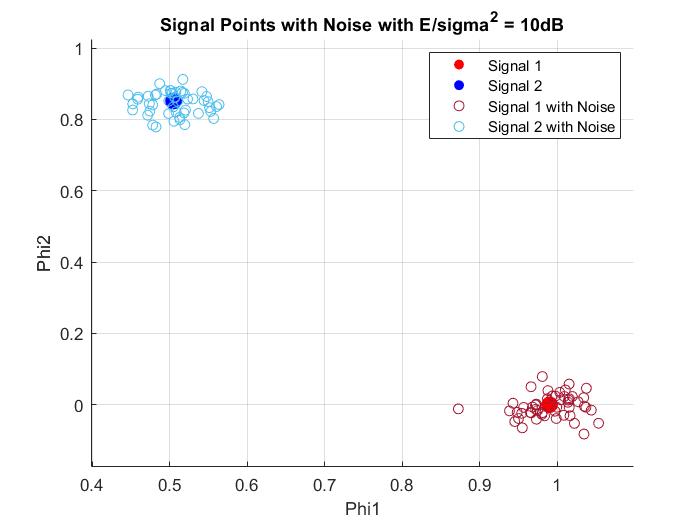 Signal Points with Noise with E/sigma² = 10dB
Signal 1
Signal 2
Signal 1 with Noise
Signal 2 with Noise
Phi2
1
0.8
0.6
0.4
0.2
0
0.4 0.5 0.6 0.7 0.8 0.9 1
Phi1